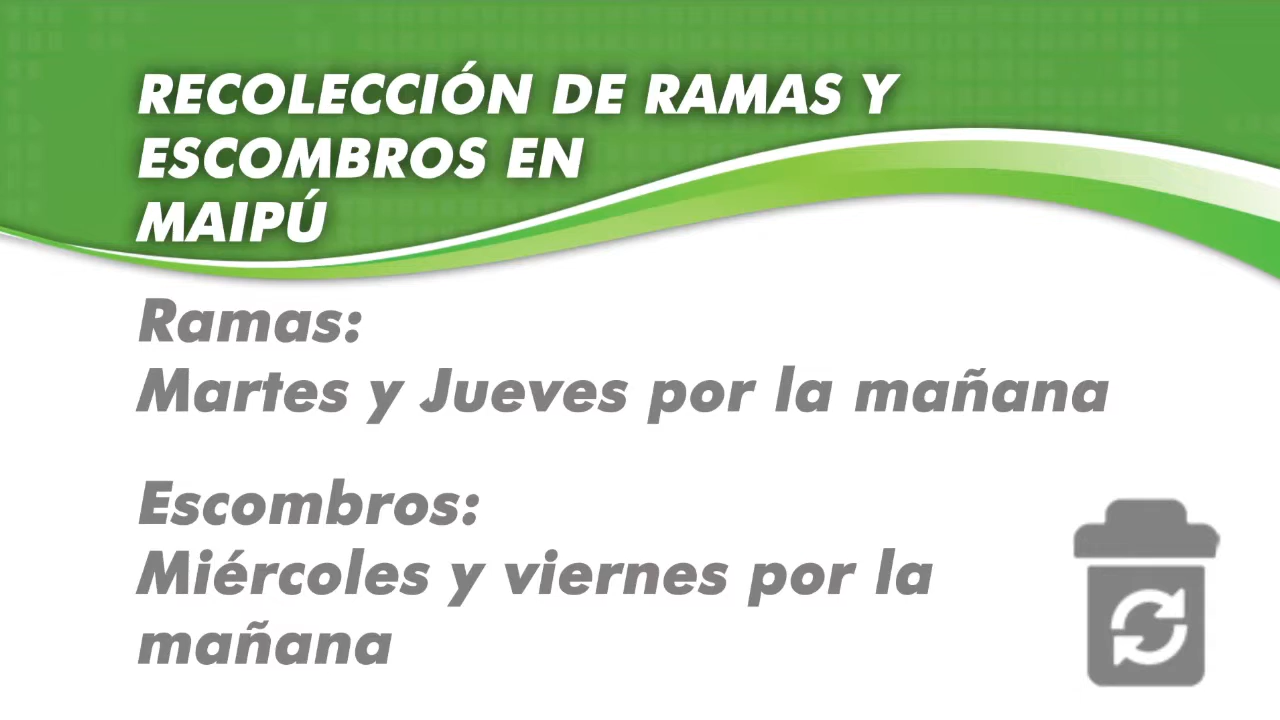 RECOLECCIÓN DE RAMAS Y
ESCOMBROS EN
MAIPÚ
Ramas:
Martes y Jueves por la mañana
Escombros:
Miércoles y viernes por la
mañana